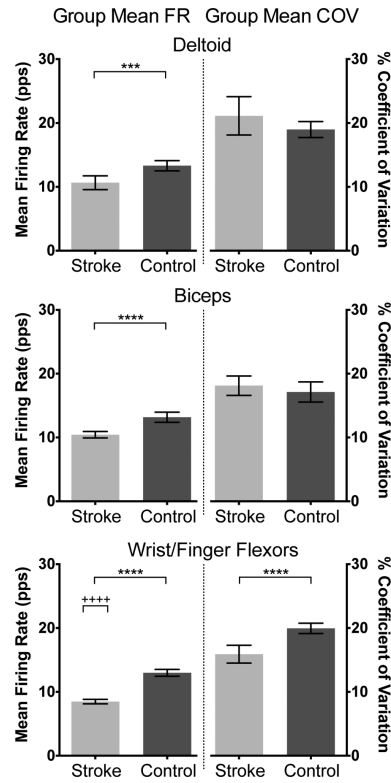 Group Mean FR Group Mean COV
Deltoid
Mean Firing Rate (pps)
30
20
10
0
***
Stroke Control Stroke Control
30
20
10
0
% Coefficient of Variation
Biceps
Mean Firing Rate (pps)
30
20
10
0
****
Stroke Control Stroke Control
30
20
10
0
% Coefficient of Variation
Wrist/Finger Flexors
Mean Firing Rate (pps)
30
20
10
0
****
++++
****
Stroke Control Stroke Control
30
20
10
0
% Coefficient of Variation